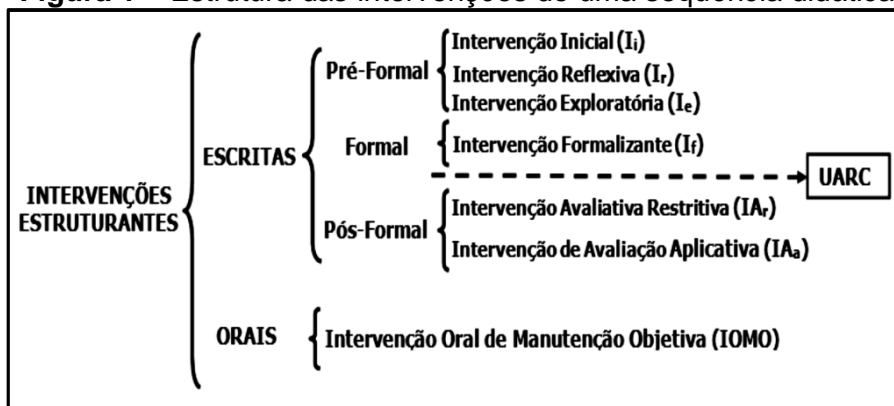 Figura 1 – Estrutura das intervenções de uma sequência didática
Intervenção Inicial (Iᵢ)
Pré-Formal
Intervenção Reflexiva (Iᵣ)
Intervenção Exploratória (Iₑ)
ESCRITAS
Formal
Intervenção Formalizante (I_f)
UARC
INTERVENÇÕES
ESTRUTURANTES
Pós-Formal
Intervenção Avaliativa Restritiva (IAᵣ)
Intervenção de Avaliação Aplicativa (IAₐ)
ORAIS
Intervenção Oral de Manutenção Objetiva (IOMO)